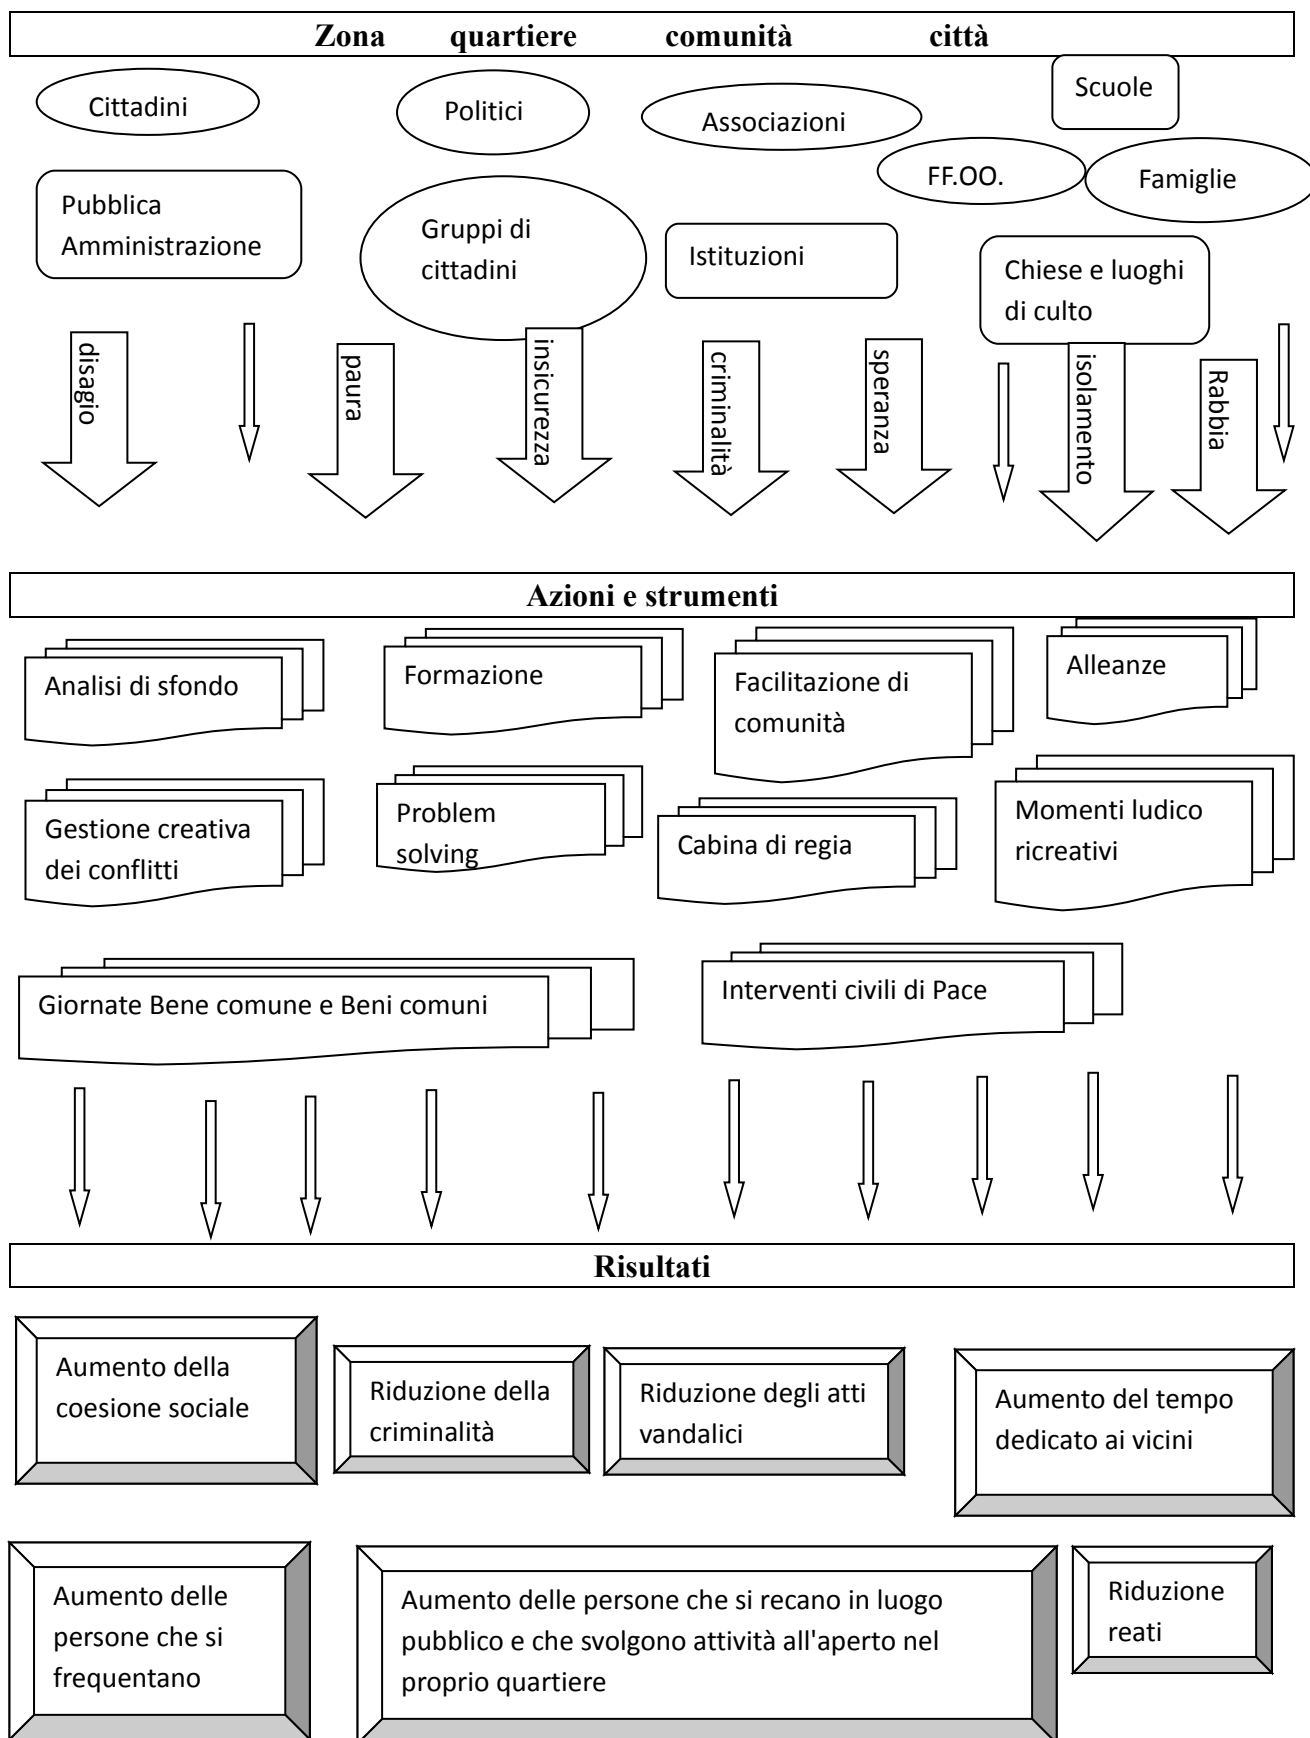 Zona quartiere comunità città
Cittadini
Politici
Associazioni
Scuole
FF.OO.
Famiglie
Pubblica
Amministrazione
Gruppi di
cittadini
Istituzioni
Chiese e luoghi
di culto
disagio
paura
insicurezza
criminalità
speranza
isolamento
Rabbia
Azioni e strumenti
Analisi di sfondo
Formazione
Facilitazione di
comunità
Alleanze
Gestione creativa
dei conflitti
Problem
solving
Cabina di regia
Momenti ludico
ricreativi
Giornate Bene comune e Beni comuni
Interventi civili di Pace
Risultati
Aumento della
coesione sociale
Riduzione della
criminalità
Riduzione degli atti
vandalici
Aumento del tempo
dedicato ai vicini
Aumento delle
persone che si
frequentano
Aumento delle persone che si recano in luogo
pubblico e che svolgono attività all'aperto nel
proprio quartiere
Riduzione
reati